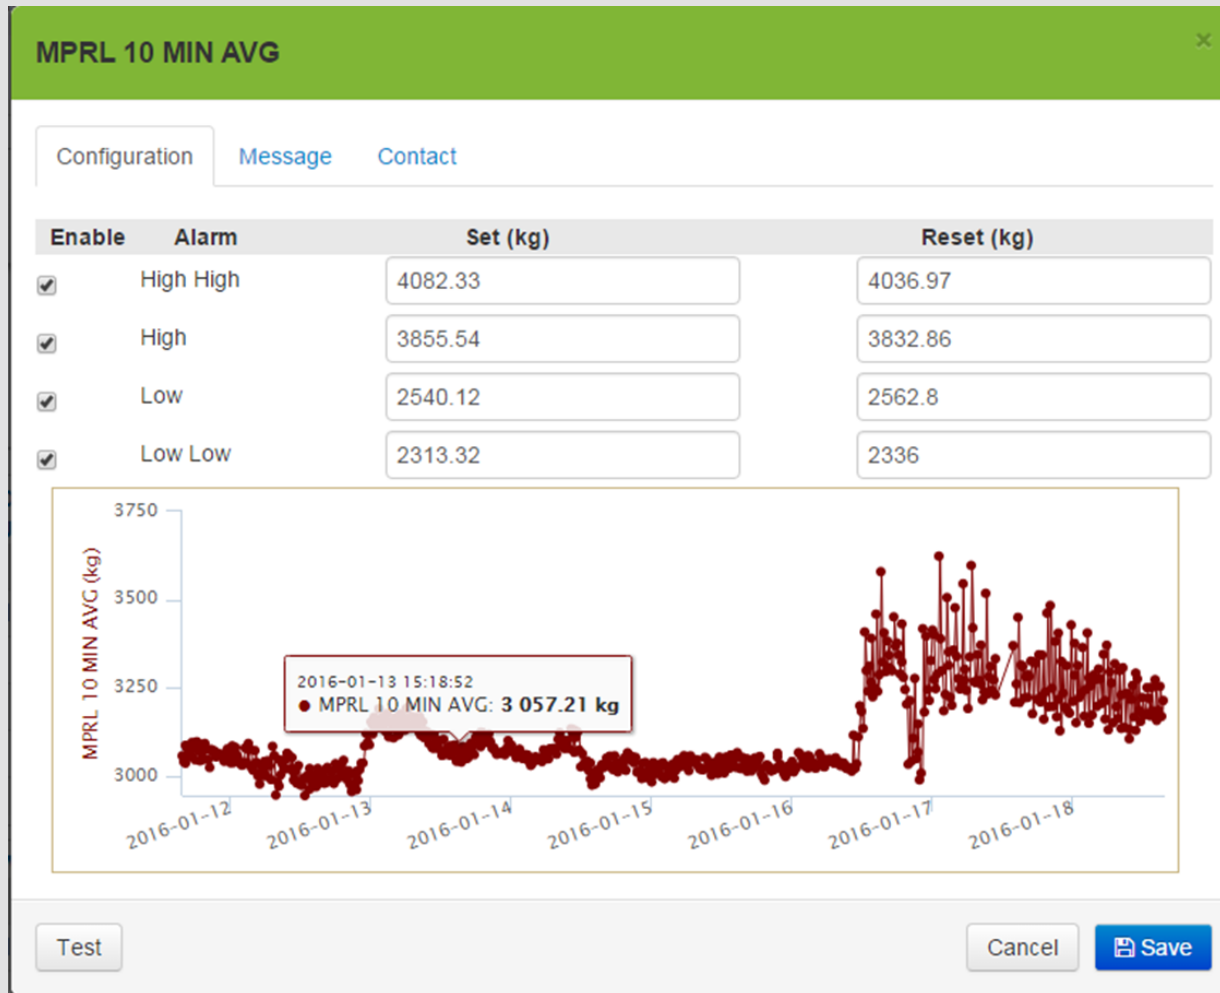 MPRL 10 MIN AVG
×
Configuration Message Contact
Enable Alarm Set (kg) Reset (kg)
High High 4082.33 4036.97
High 3855.54 3832.86
Low 2540.12 2562.8
Low Low 2313.32 2336
MPRL 10 MIN AVG (kg)
3750
3500
3250
3000
2016-01-13 15:18:52
MPRL 10 MIN AVG: 3 057.21 kg
2016-01-12 2016-01-13 2016-01-14 2016-01-15 2016-01-16 2016-01-17 2016-01-18
Test Cancel Save